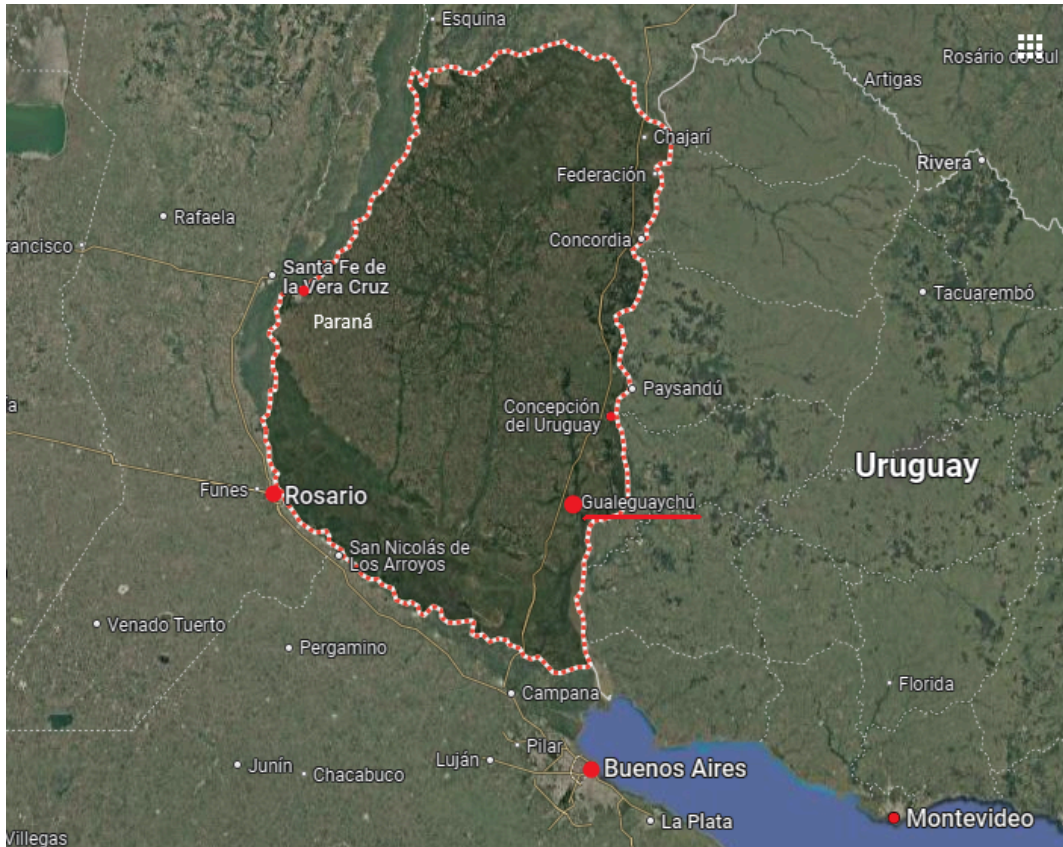 Esquina
Rosário do Sul
Artigas
Chajarí
Rivera
Federación
Rafaela
Concordia
Francisco
Santa Fe de
la Vera Cruz
Tacuarembó
Paraná
Paysandú
Concepción
del Uruguay
Uruguay
Funes
Rosario
Gualeguaychú
San Nicolás de
Los Arroyos
Venado Tuerto
Pergamino
Florida
Campana
Pilar
Luján
Buenos Aires
Junín
Chacabuco
La Plata
Montevideo
Villegas